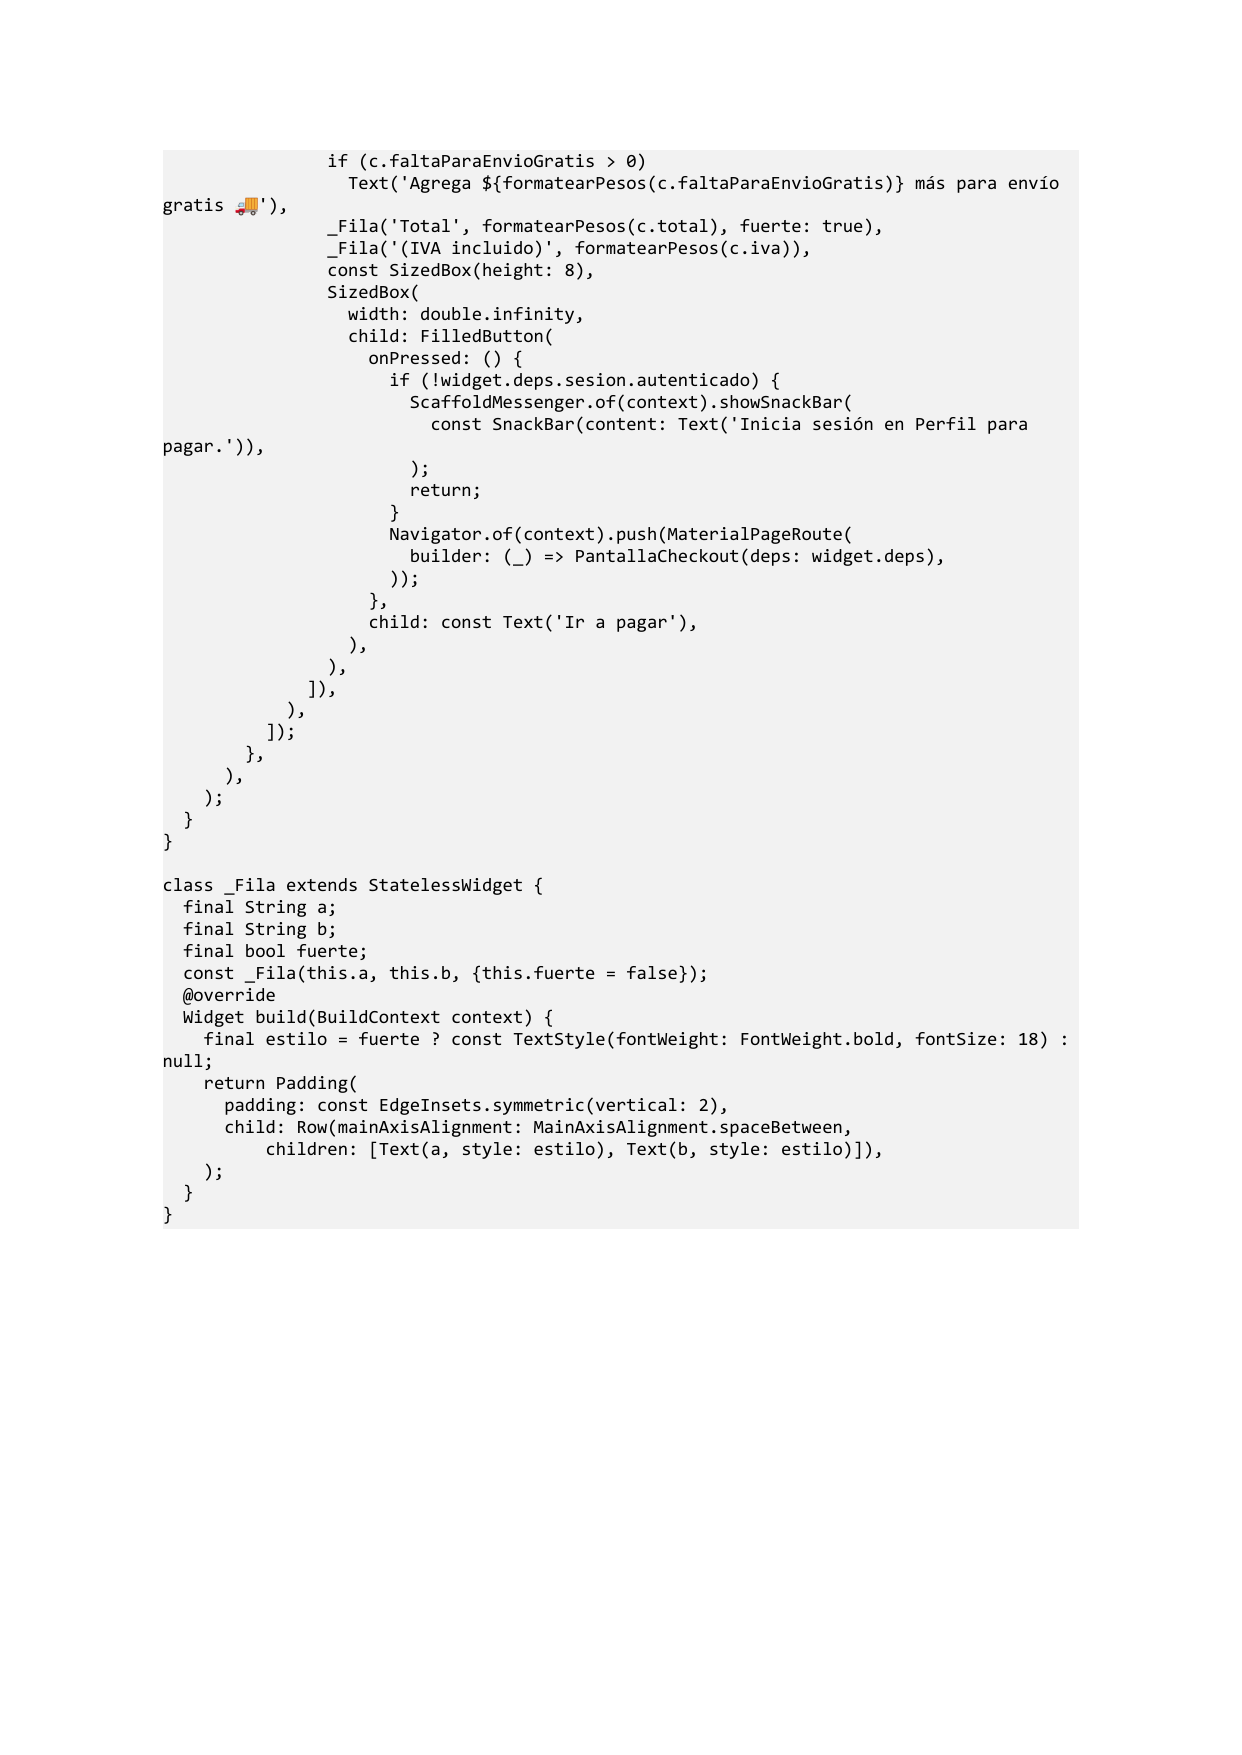 if (c.faltaParaEnvioGratis > 0)
                  Text('Agrega ${formatearPesos(c.faltaParaEnvioGratis)} más para envío
gratis 🚚'),
                _Fila('Total', formatearPesos(c.total), fuerte: true),
                _Fila('(IVA incluido)', formatearPesos(c.iva)),
                const SizedBox(height: 8),
                SizedBox(
                  width: double.infinity,
                  child: FilledButton(
                    onPressed: () {
                      if (!widget.deps.sesion.autenticado) {
                        ScaffoldMessenger.of(context).showSnackBar(
                          const SnackBar(content: Text('Inicia sesión en Perfil para
pagar.')),
                        );
                        return;
                      }
                      Navigator.of(context).push(MaterialPageRoute(
                        builder: (_) => PantallaCheckout(deps: widget.deps),
                      ));
                    },
                    child: const Text('Ir a pagar'),
                  ),
                ),
              ]),
            ),
          ]);
        },
      ),
    );
  }
}

class _Fila extends StatelessWidget {
  final String a;
  final String b;
  final bool fuerte;
  const _Fila(this.a, this.b, {this.fuerte = false});
  @override
  Widget build(BuildContext context) {
    final estilo = fuerte ? const TextStyle(fontWeight: FontWeight.bold, fontSize: 18) :
null;
    return Padding(
      padding: const EdgeInsets.symmetric(vertical: 2),
      child: Row(mainAxisAlignment: MainAxisAlignment.spaceBetween,
          children: [Text(a, style: estilo), Text(b, style: estilo)]),
    );
  }
}